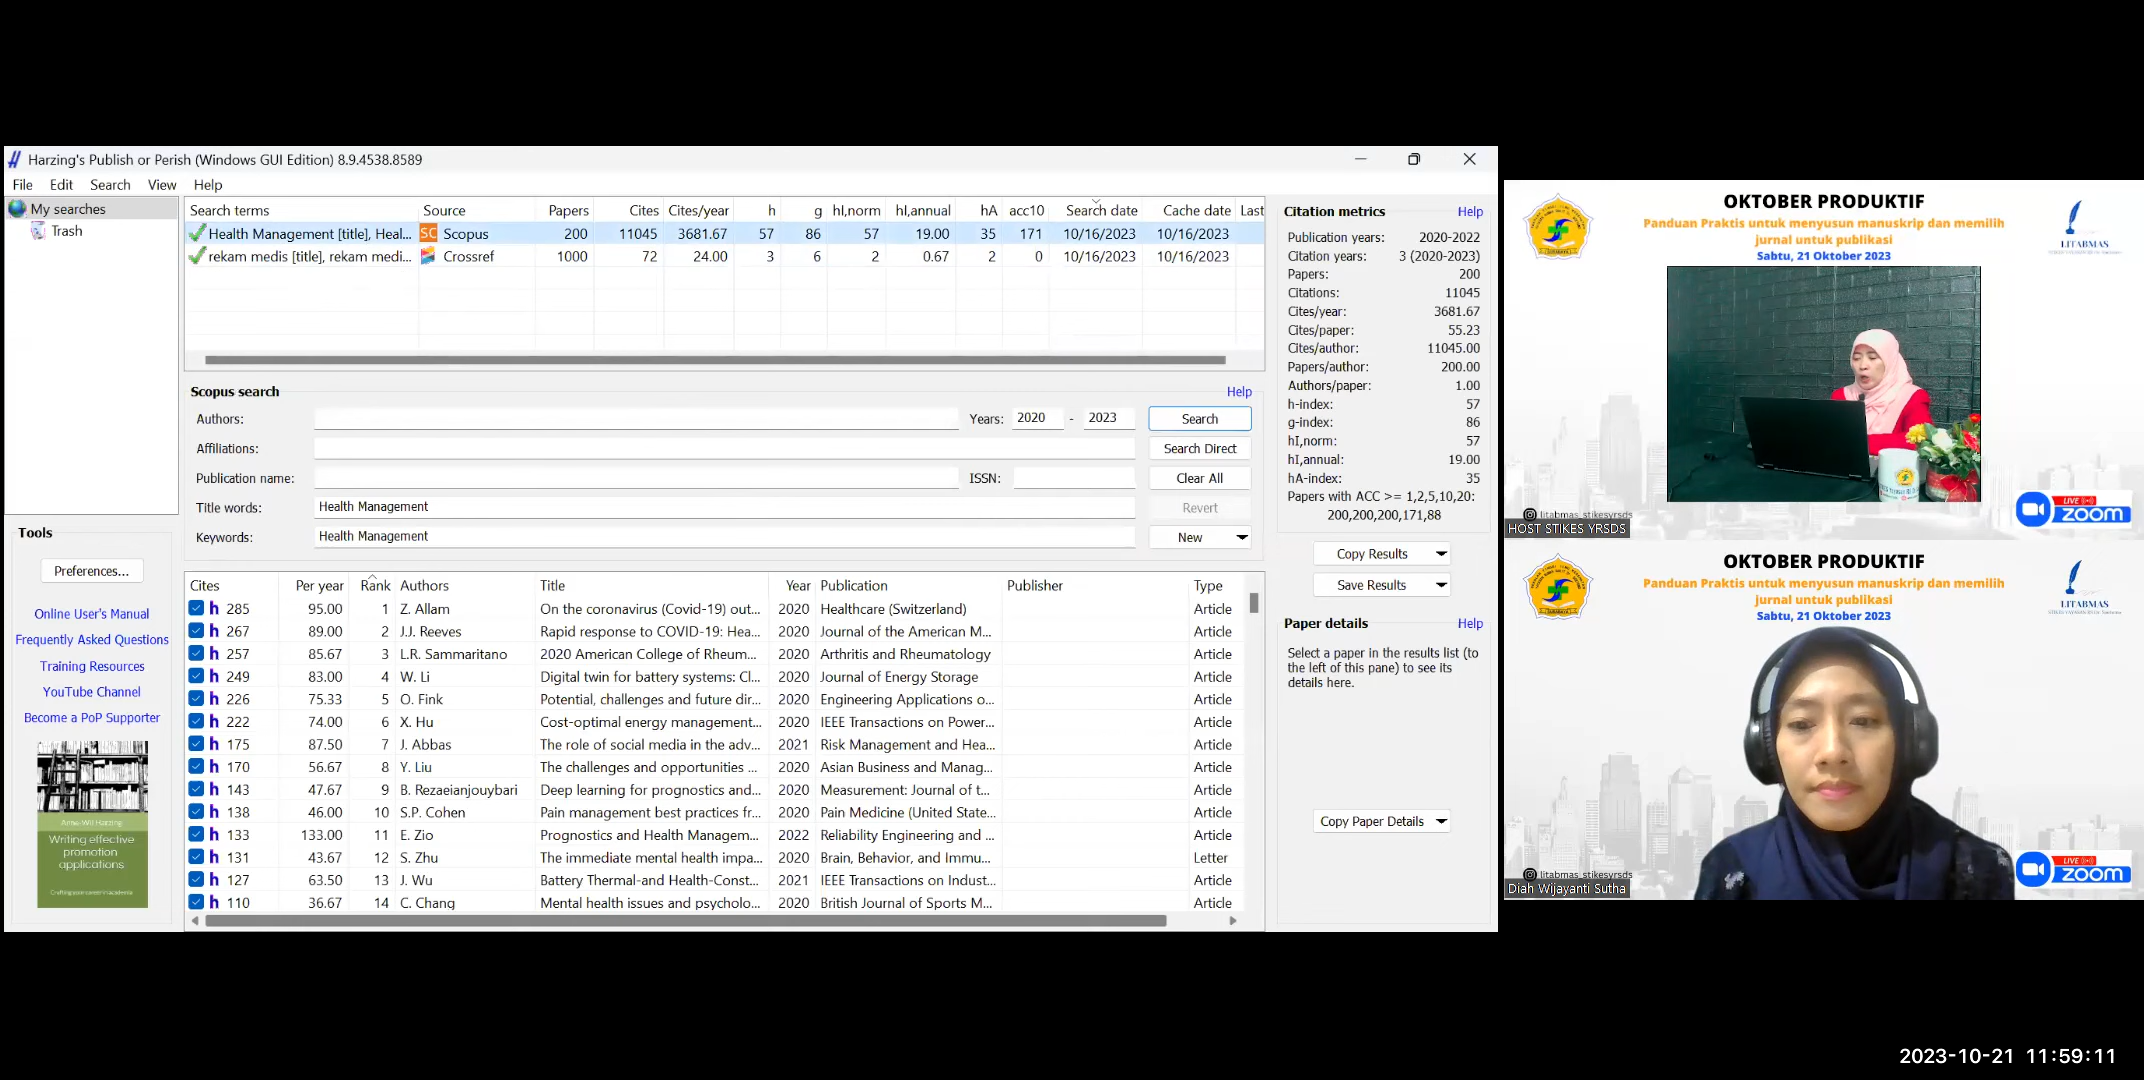 Harzing's Publish or Perish (Windows GUI Edition) 8.9.4538.8589
File Edit Search View Help
My searches
Trash
Search terms Source Papers Cites Cites/year h g hI,norm hI,annual hA acc10 Search date Cache date Last
Health Management [title], Heal... SC Scopus 200 11045 3681.67 57 86 57 19.00 35 171 10/16/2023 10/16/2023
rekam medis [title], rekam medi... Crossref 1000 72 24.00 3 6 2 0.67 2 0 10/16/2023 10/16/2023
Scopus search Help
Authors: Years: 2020 - 2023 Search
Affiliations: Search Direct
Publication name: ISSN: Clear All
Title words: Health Management Revert
Keywords: Health Management New
Cites Per year Rank Authors Title Year Publication Publisher Type
h 285 95.00 1 Z. Allam On the coronavirus (Covid-19) out... 2020 Healthcare (Switzerland) Article
h 267 89.00 2 J.J. Reeves Rapid response to COVID-19: Hea... 2020 Journal of the American M... Article
h 257 85.67 3 L.R. Sammaritano 2020 American College of Rheum... 2020 Arthritis and Rheumatology Article
h 249 83.00 4 W. Li Digital twin for battery systems: Cl... 2020 Journal of Energy Storage Article
h 226 75.33 5 O. Fink Potential, challenges and future dir... 2020 Engineering Applications o... Article
h 222 74.00 6 X. Hu Cost-optimal energy management... 2020 IEEE Transactions on Power... Article
h 175 87.50 7 J. Abbas The role of social media in the adv... 2021 Risk Management and Hea... Article
h 170 56.67 8 Y. Liu The challenges and opportunities ... 2020 Asian Business and Manag... Article
h 143 47.67 9 B. Rezaeianjouybari Deep learning for prognostics and... 2020 Measurement: Journal of t... Article
h 138 46.00 10 S.P. Cohen Pain management best practices fr... 2020 Pain Medicine (United State... Article
h 133 133.00 11 E. Zio Prognostics and Health Managem... 2022 Reliability Engineering and ... Article
h 131 43.67 12 S. Zhu The immediate mental health impa... 2020 Brain, Behavior, and Immu... Letter
h 127 63.50 13 J. Wu Battery Thermal-and Health-Const... 2021 IEEE Transactions on Indust... Article
h 110 36.67 14 C. Chang Mental health issues and psycholo... 2020 British Journal of Sports M... Article
Tools
Preferences...
Online User's Manual
Frequently Asked Questions
Training Resources
YouTube Channel
Become a PoP Supporter
Anne-Wil Harzing
Writing effective
promotion
applications
Crafting your career in academia
Citation metrics Help
Publication years: 2020-2022
Citation years: 3 (2020-2023)
Papers: 200
Citations: 11045
Cites/year: 3681.67
Cites/paper: 55.23
Cites/author: 11045.00
Papers/author: 200.00
Authors/paper: 1.00
h-index: 57
g-index: 86
hI,norm: 57
hI,annual: 19.00
hA-index: 35
Papers with ACC >= 1,2,5,10,20:
200,200,200,171,88
Copy Results
Save Results
Paper details Help
Select a paper in the results list (to
the left of this pane) to see its
details here.
Copy Paper Details
OKTOBER PRODUKTIF
Panduan Praktis untuk menyusun manuskrip dan memilih
jurnal untuk publikasi
Sabtu, 21 Oktober 2023
LITABMAS
litabmas_stikesyrsds
HOST STIKES YRSDS
LIVE
zoom
OKTOBER PRODUKTIF
Panduan Praktis untuk menyusun manuskrip dan memilih
jurnal untuk publikasi
Sabtu, 21 Oktober 2023
LITABMAS
litabmas_stikesyrsds
Diah Wijayanti Sutha
LIVE
zoom
2023-10-21 11:59:11